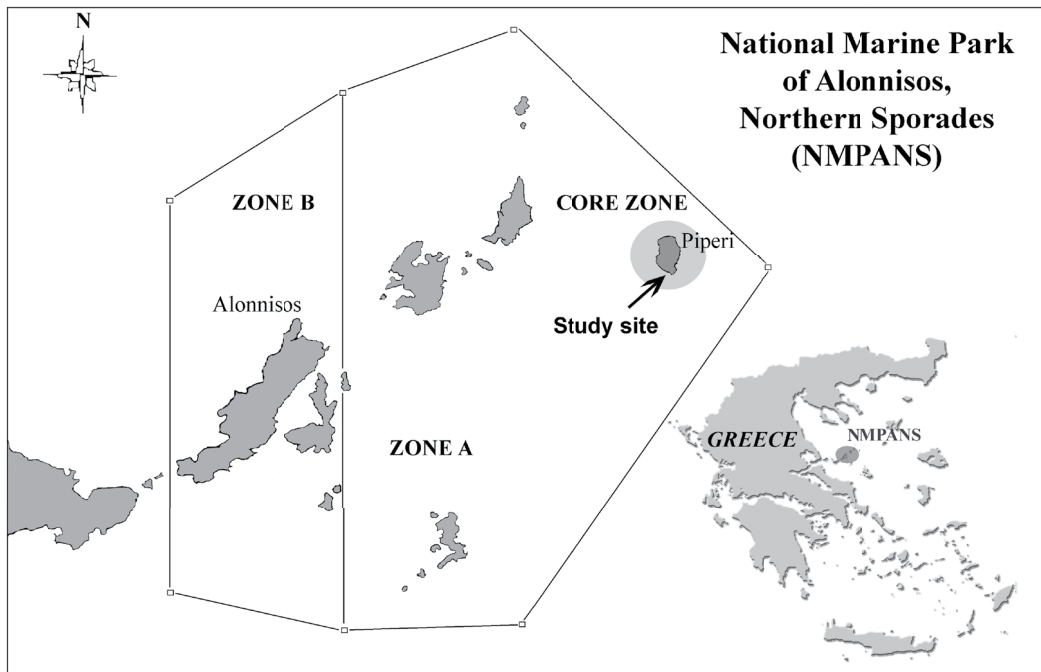 N
National Marine Park
of Alonnisos,
Northern Sporades
(NMPANS)
ZONE B
CORE ZONE
Piperi
Alonnisos
Study site
ZONE A
GREECE
NMPANS